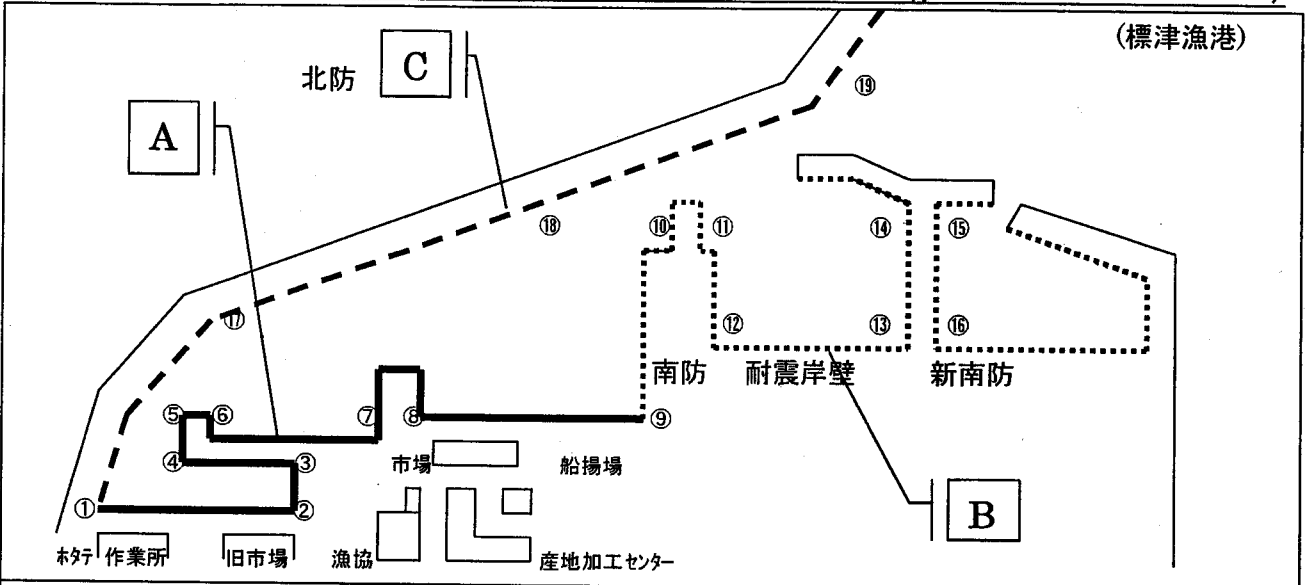 (標津漁港)
北防
C
A
⑲
⑱
⑩ ⑪
⑭ ⑮
⑰
⑫ ⑬ ⑯
南防 耐震岸壁 新南防
⑤ ⑥ ⑦ ⑧ ⑨
④ ③
市場 船揚場
① ②
B
ホタテ 作業所 旧市場 漁協 産地加工センター